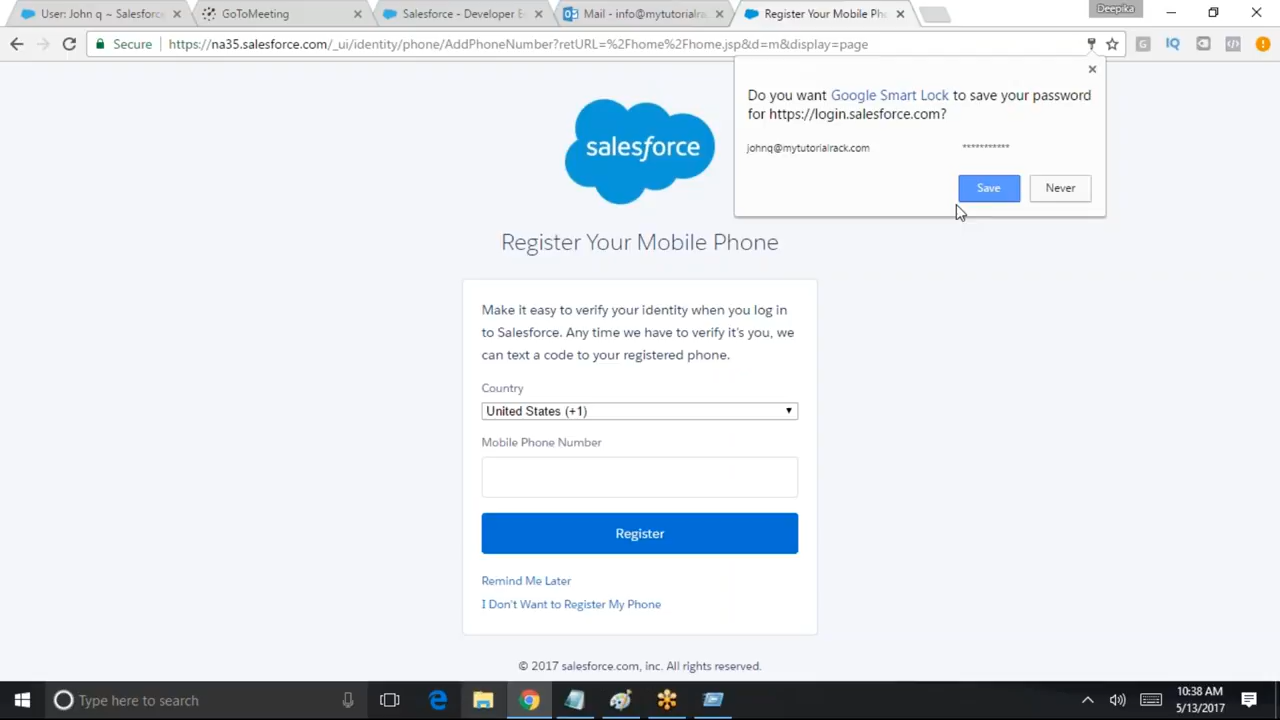 User: John q ~ Salesforc
GoToMeeting
Salesforce - Developer E
Mail - info@mytutorialra
Register Your Mobile Ph
Deepika
Secure
https://na35.salesforce.com/_ui/identity/phone/AddPhoneNumber?retURL=%2Fhome%2Fhome.jsp&d=m&display=page
Do you want Google Smart Lock to save your password
for https://login.salesforce.com?
johnq@mytutorialrack.com ***********
Save
Never
salesforce
Register Your Mobile Phone
Make it easy to verify your identity when you log in
to Salesforce. Any time we have to verify it's you, we
can text a code to your registered phone.
Country
United States (+1)
Mobile Phone Number
Register
Remind Me Later
I Don't Want to Register My Phone
© 2017 salesforce.com, inc. All rights reserved.
Type here to search
10:38 AM
5/13/2017